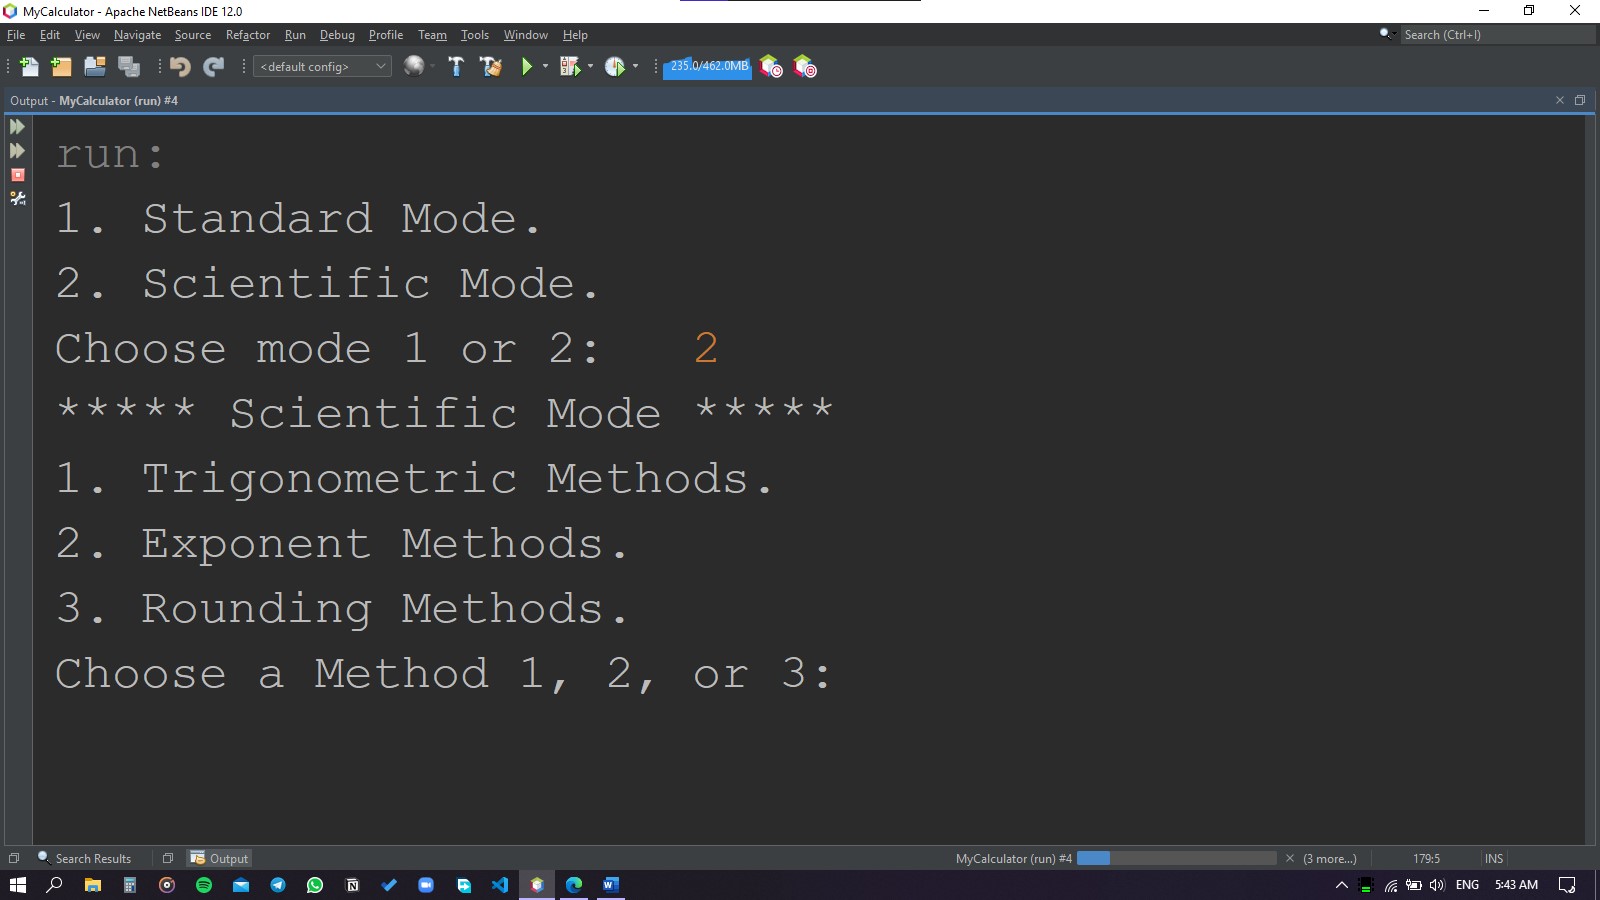 MyCalculator - Apache NetBeans IDE 12.0
File Edit View Navigate Source Refactor Run Debug Profile Team Tools Window Help
Search (Ctrl+I)
<default config>
235.0/462.0MB
Output - MyCalculator (run) #4
run:
1. Standard Mode.
2. Scientific Mode.
Choose mode 1 or 2: 2
***** Scientific Mode *****
1. Trigonometric Methods.
2. Exponent Methods.
3. Rounding Methods.
Choose a Method 1, 2, or 3:
Search Results Output MyCalculator (run) #4 (3 more...) 179:5 INS
ENG 5:43 AM